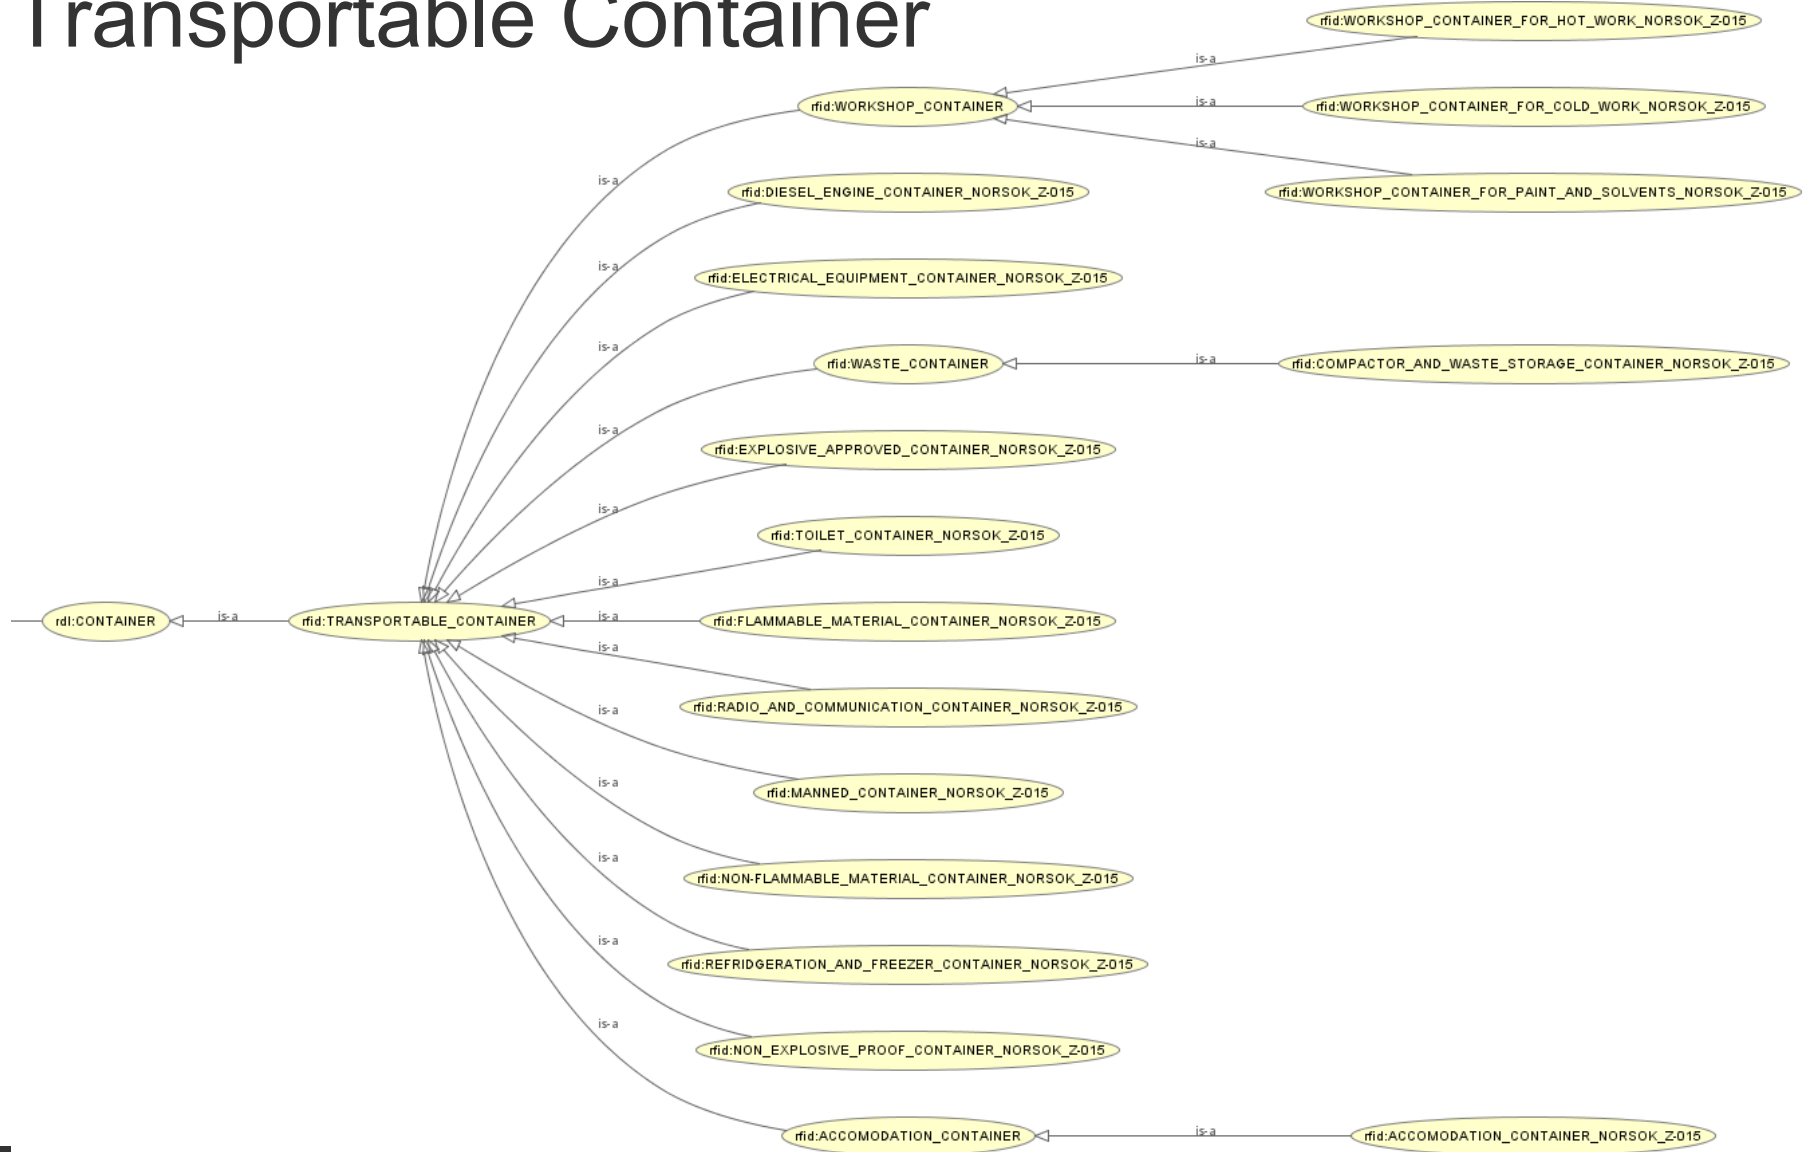 Transportable Container
rfid:WORKSHOP_CONTAINER_FOR_HOT_WORK_NORSOK_Z-015
is-a
rfid:WORKSHOP_CONTAINER
is-a
rfid:WORKSHOP_CONTAINER_FOR_COLD_WORK_NORSOK_Z-015
is-a
is-a
rfid:DIESEL_ENGINE_CONTAINER_NORSOK_Z-015
rfid:WORKSHOP_CONTAINER_FOR_PAINT_AND_SOLVENTS_NORSOK_Z-015
is-a
rfid:ELECTRICAL_EQUIPMENT_CONTAINER_NORSOK_Z-015
is-a
rfid:WASTE_CONTAINER
is-a
rfid:COMPACTOR_AND_WASTE_STORAGE_CONTAINER_NORSOK_Z-015
is-a
rfid:EXPLOSIVE_APPROVED_CONTAINER_NORSOK_Z-015
is-a
rfid:TOILET_CONTAINER_NORSOK_Z-015
is-a
rdl:CONTAINER
is-a
rfid:TRANSPORTABLE_CONTAINER
is-a
rfid:FLAMMABLE_MATERIAL_CONTAINER_NORSOK_Z-015
is-a
rfid:RADIO_AND_COMMUNICATION_CONTAINER_NORSOK_Z-015
is-a
rfid:MANNED_CONTAINER_NORSOK_Z-015
is-a
rfid:NON-FLAMMABLE_MATERIAL_CONTAINER_NORSOK_Z-015
is-a
rfid:REFRIDGERATION_AND_FREEZER_CONTAINER_NORSOK_Z-015
is-a
rfid:NON_EXPLOSIVE_PROOF_CONTAINER_NORSOK_Z-015
is-a
rfid:ACCOMODATION_CONTAINER
is-a
rfid:ACCOMODATION_CONTAINER_NORSOK_Z-015